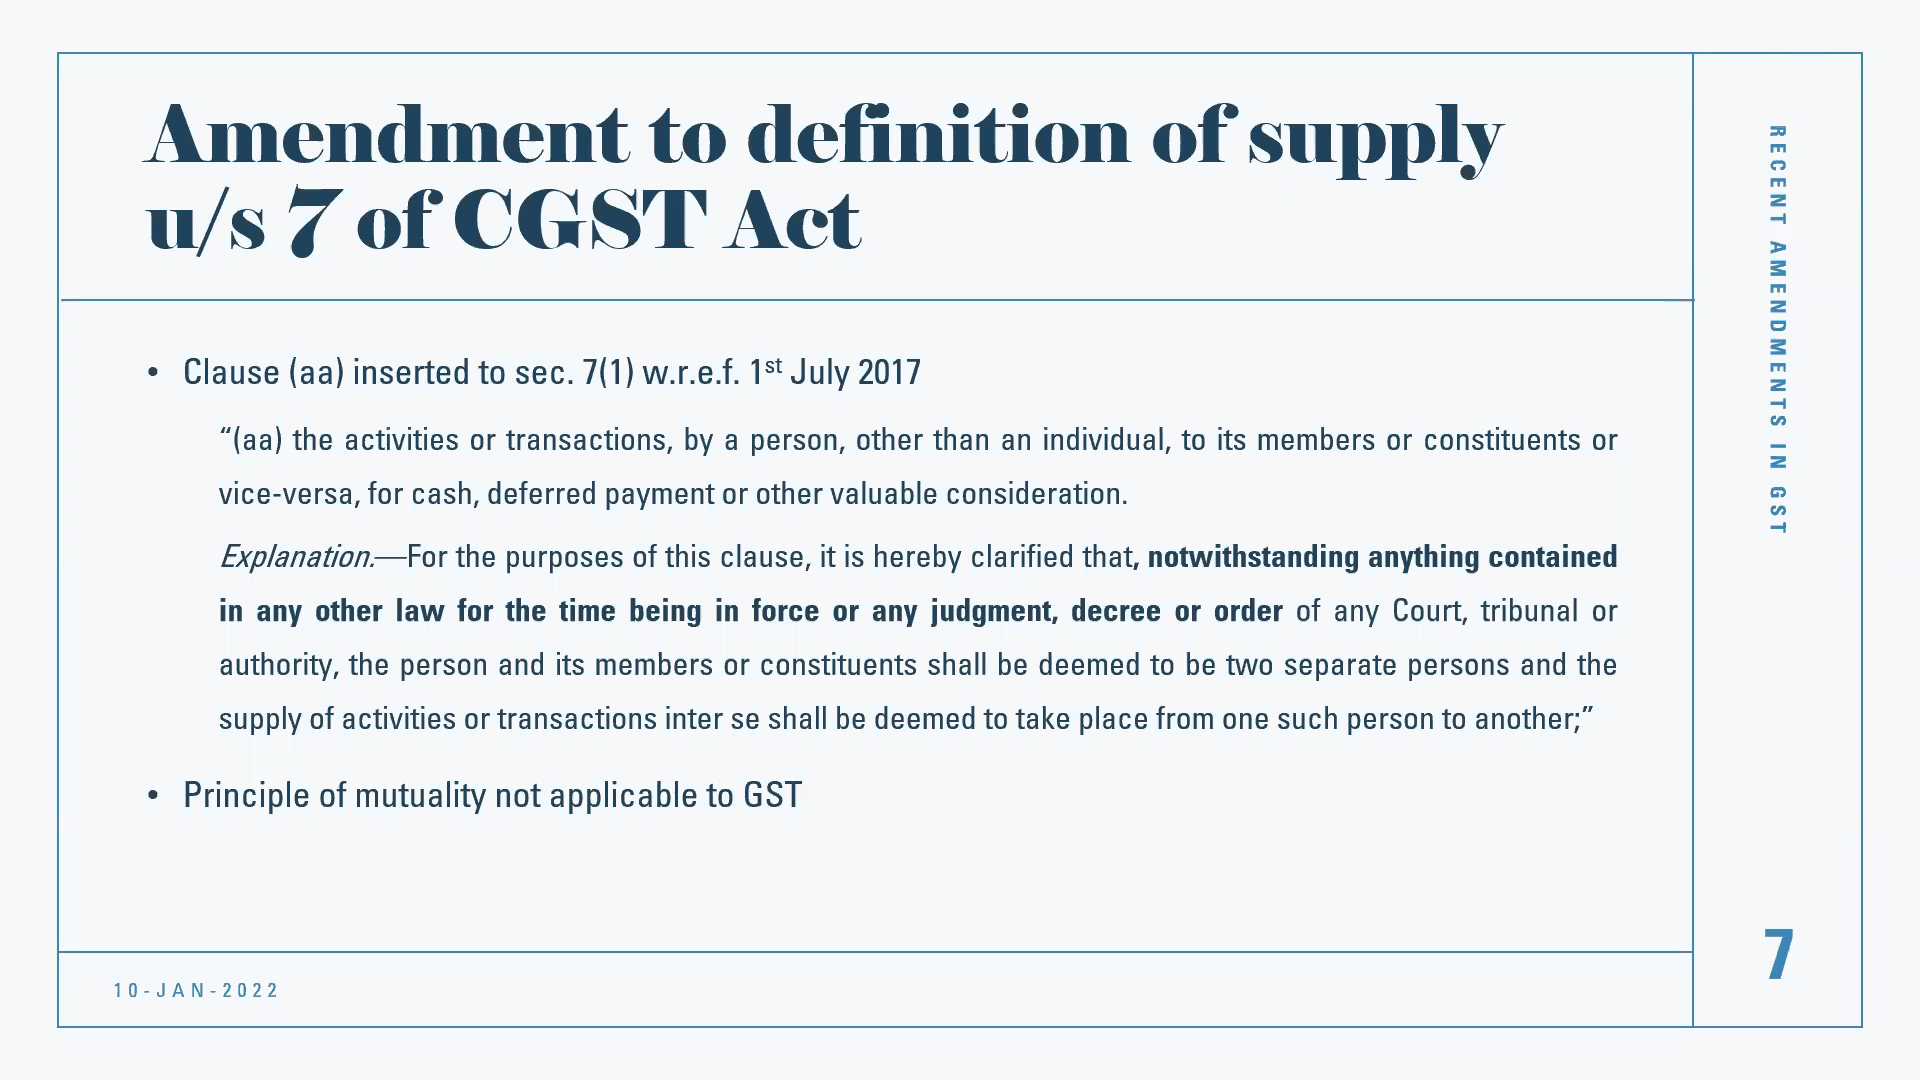 Amendment to definition of supply
u/s 7 of CGST Act
• Clause (aa) inserted to sec. 7(1) w.r.e.f. 1st July 2017
“(aa) the activities or transactions, by a person, other than an individual, to its members or constituents or
vice-versa, for cash, deferred payment or other valuable consideration.
Explanation.—For the purposes of this clause, it is hereby clarified that, notwithstanding anything contained
in any other law for the time being in force or any judgment, decree or order of any Court, tribunal or
authority, the person and its members or constituents shall be deemed to be two separate persons and the
supply of activities or transactions inter se shall be deemed to take place from one such person to another;”
• Principle of mutuality not applicable to GST
10-JAN-2022
RECENT AMENDMENTS IN GST
7